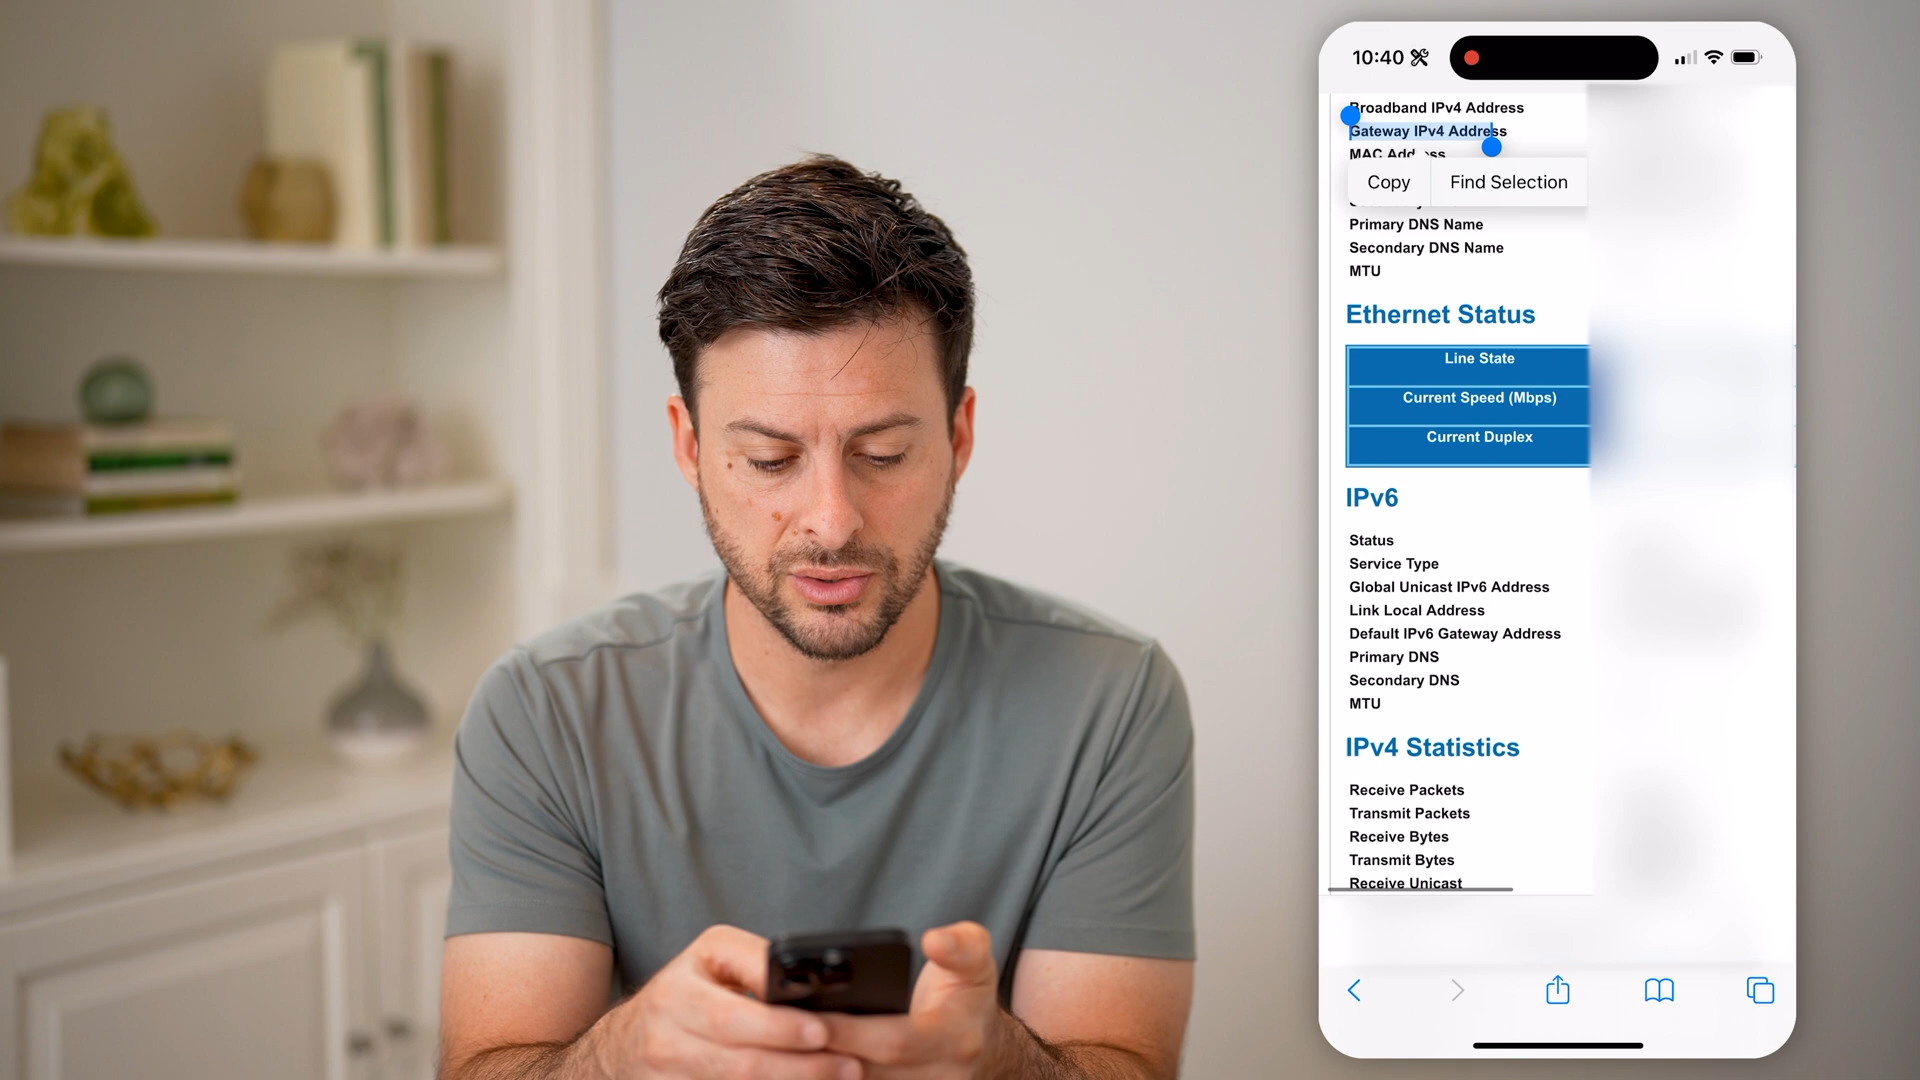 10:40
Broadband IPv4 Address
Gateway IPv4 Address
MAC
Copy
Find Selection
Primary DNS Name
Secondary DNS Name
MTU
Ethernet Status
Line State
Current Speed (Mbps)
Current Duplex
IPv6
Status
Service Type
Global Unicast IPv6 Address
Link Local Address
Default IPv6 Gateway Address
Primary DNS
Secondary DNS
MTU
IPv4 Statistics
Receive Packets
Transmit Packets
Receive Bytes
Transmit Bytes
Receive Unicast